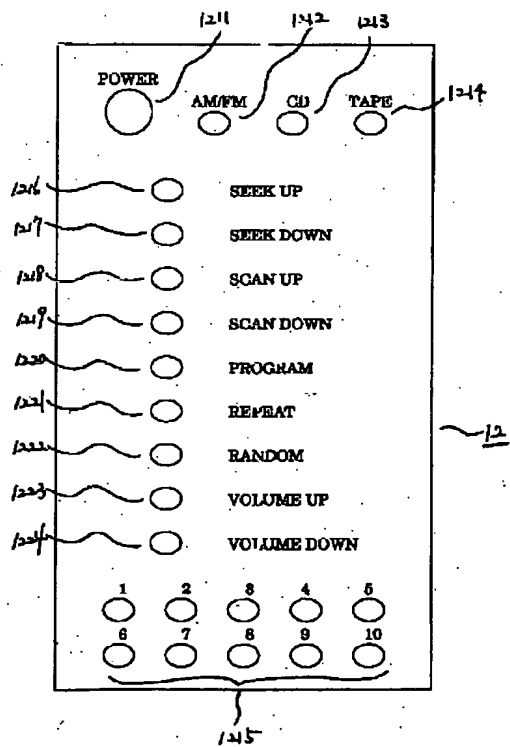 1211 1242 1213
POWER
AM/FM CD TAPE 1214
1216 SEEK UP
1217 SEEK DOWN
1218 SCAN UP
1219 SCAN DOWN
1220 PROGRAM
1221 REPEAT
12
1222 RANDOM
1223 VOLUME UP
1224 VOLUME DOWN
1 2 3 4 5
6 7 8 9 10
1215